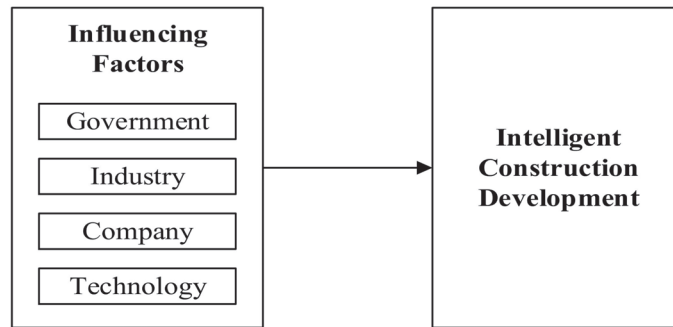 Influencing
Factors
Government
Industry
Company
Technology
Intelligent
Construction
Development